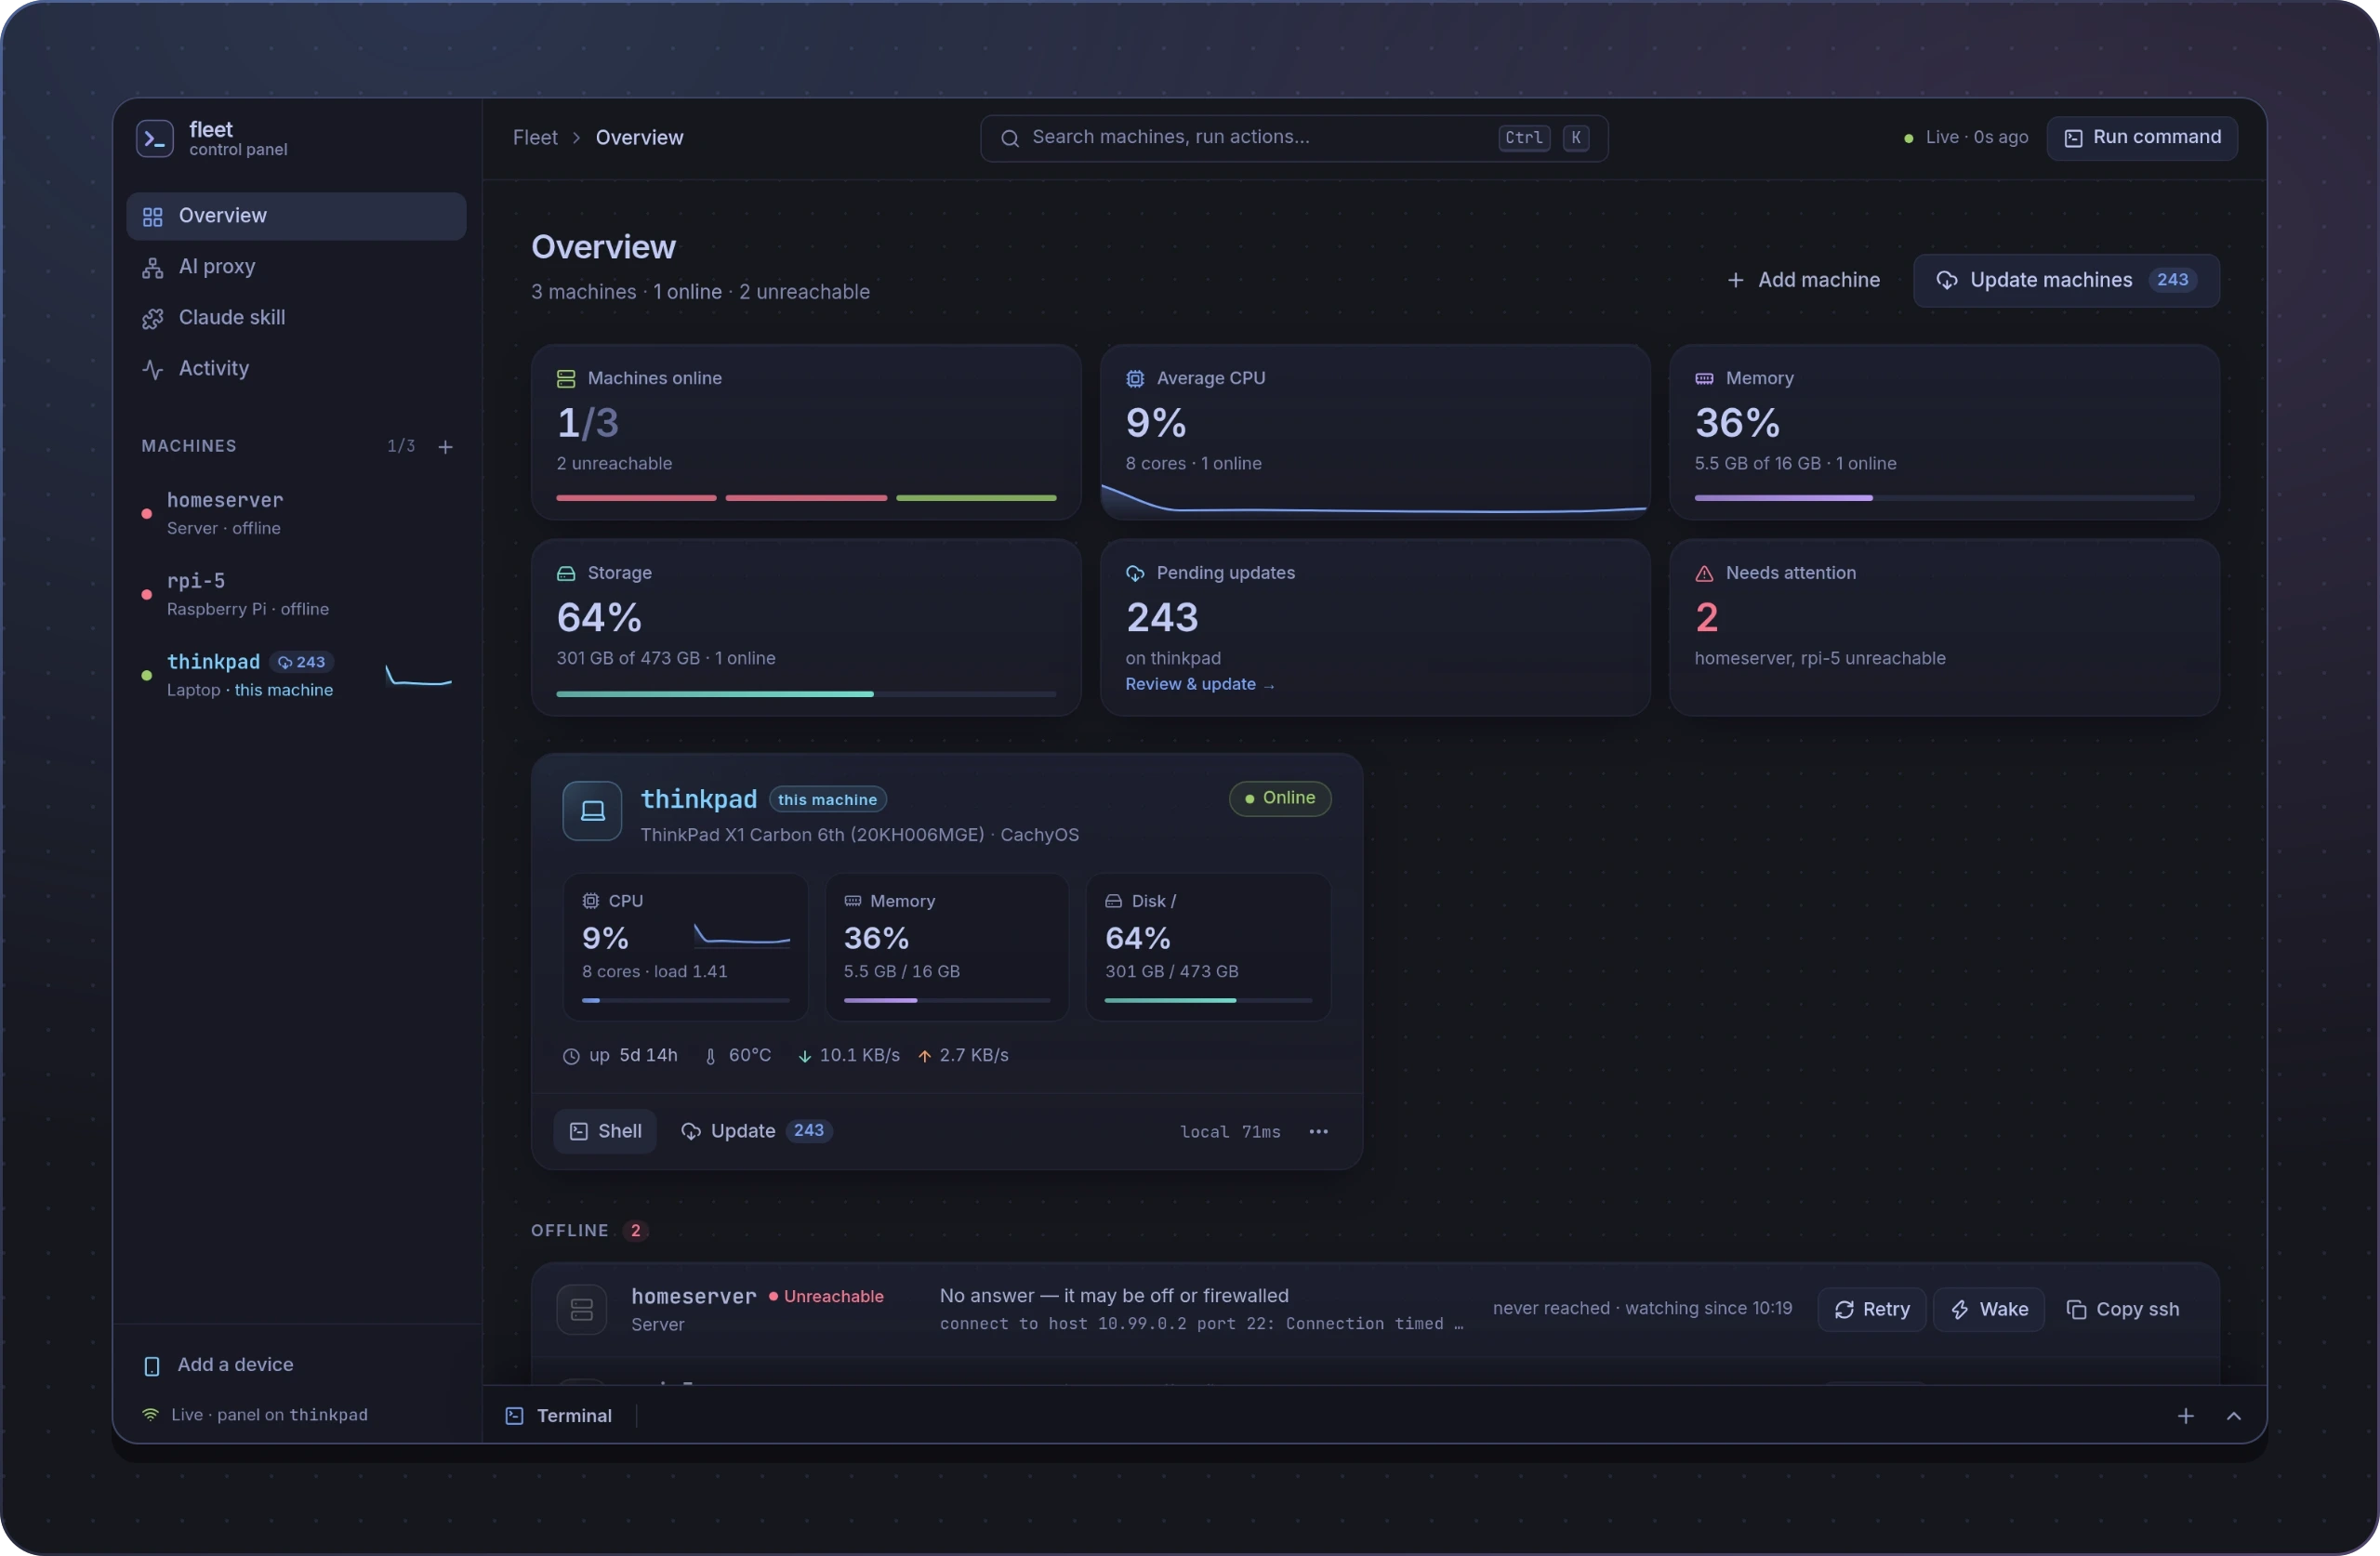 fleet
control panel
Overview
AI proxy
Claude skill
Activity
MACHINES 1/3
homeserver
Server · offline
rpi-5
Raspberry Pi · offline
thinkpad 243
Laptop · this machine
Add a device
Live · panel on thinkpad
Fleet > Overview
Search machines, run actions...
Ctrl K
Live · 0s ago
Run command
Overview
3 machines · 1 online · 2 unreachable
Add machine
Update machines 243
Machines online
1/3
2 unreachable
Average CPU
9%
8 cores · 1 online
Memory
36%
5.5 GB of 16 GB · 1 online
Storage
64%
301 GB of 473 GB · 1 online
Pending updates
243
on thinkpad
Review & update →
Needs attention
2
homeserver, rpi-5 unreachable
thinkpad this machine
Online
ThinkPad X1 Carbon 6th (20KH006MGE) · CachyOS
CPU
9%
8 cores · load 1.41
Memory
36%
5.5 GB / 16 GB
Disk /
64%
301 GB / 473 GB
up 5d 14h 60°C ↓ 10.1 KB/s ↑ 2.7 KB/s
Shell
Update 243
local 71ms
OFFLINE 2
homeserver Unreachable
Server
No answer — it may be off or firewalled
connect to host 10.99.0.2 port 22: Connection timed …
never reached · watching since 10:19
Retry
Wake
Copy ssh
Terminal